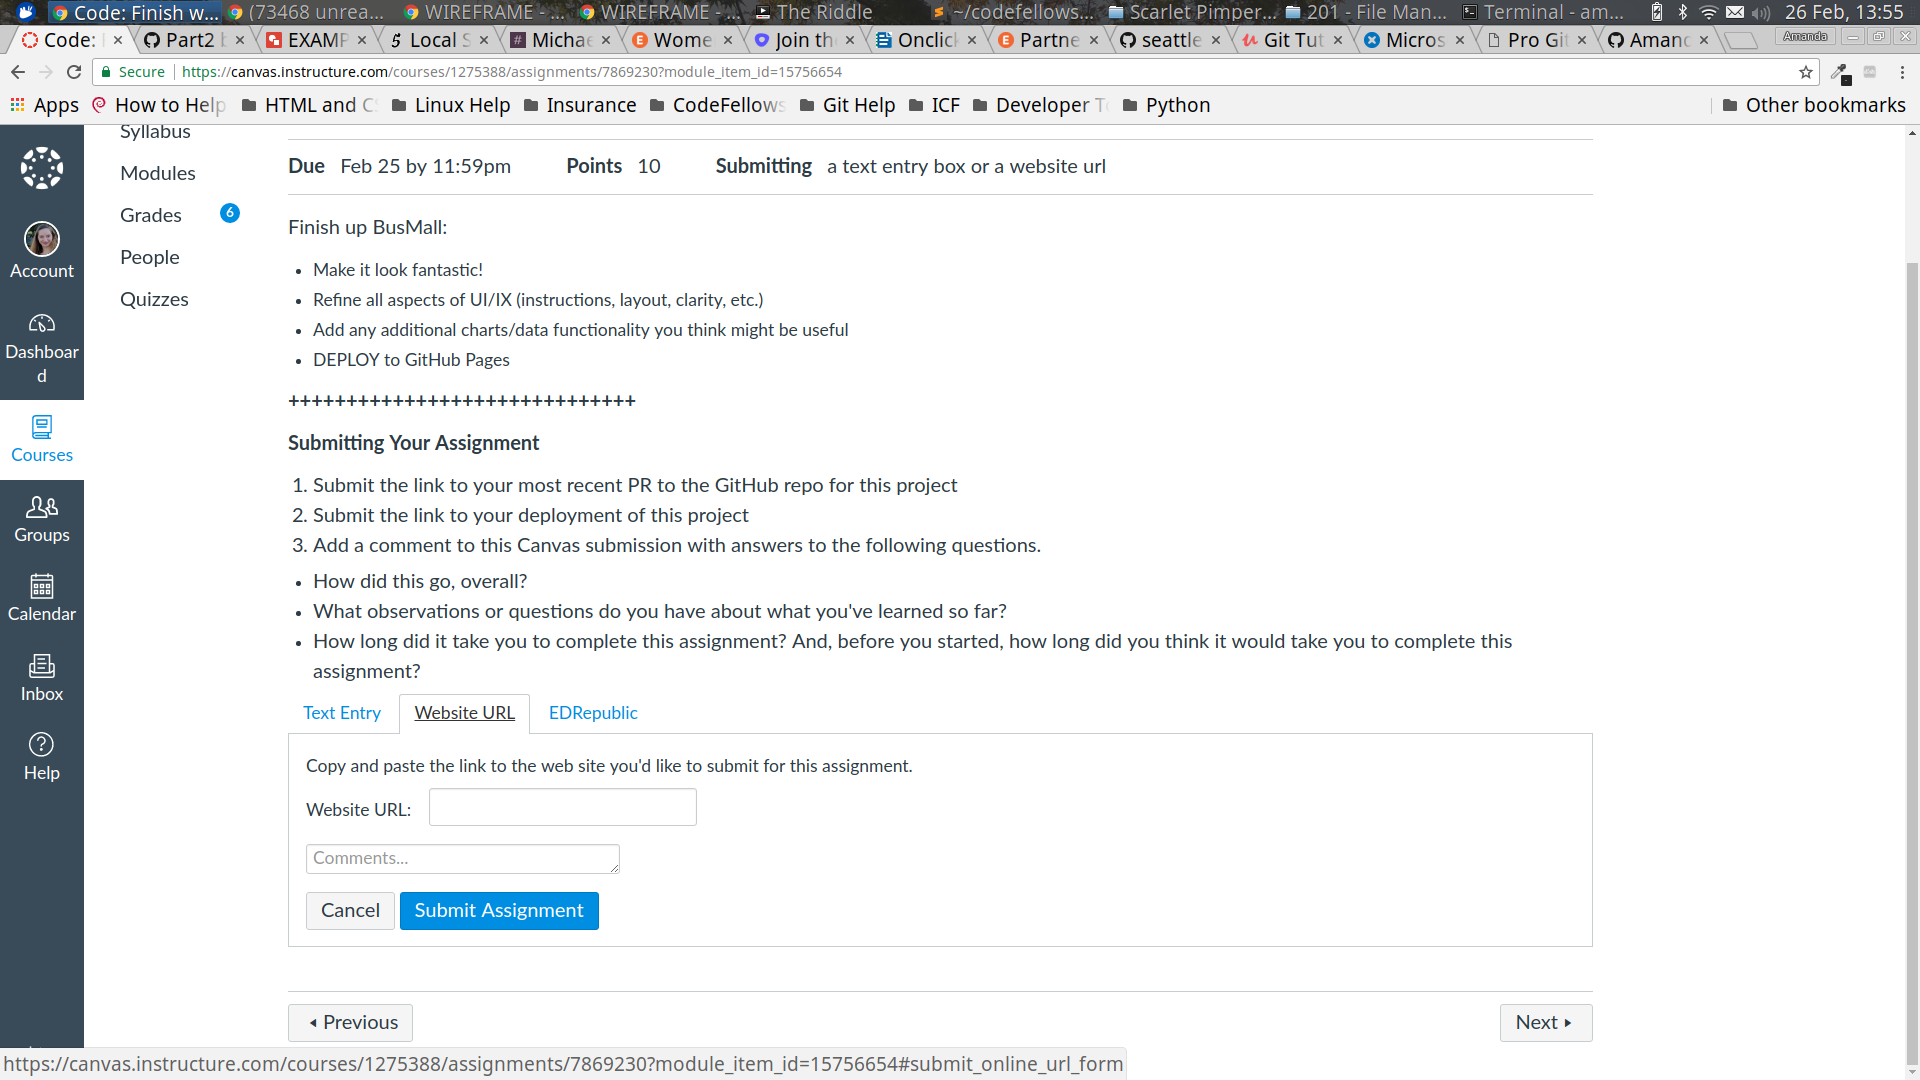 Code: Finish w... (73468 unrea... WIREFRAME - ... WIREFRAME - ... The Riddle ~/codefellows... Scarlet Pimper... 201 - File Man... Terminal - am... 26 Feb, 13:55
Code: Part2 EXAMP Local S Michae Wome Join th Onclic Partne seattle Git Tut Micros Pro Git Amand Amanda
Secure https://canvas.instructure.com/courses/1275388/assignments/7869230?module_item_id=15756654
Apps How to Help HTML and CS Linux Help Insurance CodeFellows Git Help ICF Developer To Python Other bookmarks
Syllabus
Modules
Grades 6
People
Quizzes
Account
Dashboar
d
Courses
Groups
Calendar
Inbox
Help
Due Feb 25 by 11:59pm Points 10 Submitting a text entry box or a website url
Finish up BusMall:
• Make it look fantastic!
• Refine all aspects of UI/IX (instructions, layout, clarity, etc.)
• Add any additional charts/data functionality you think might be useful
• DEPLOY to GitHub Pages
++++++++++++++++++++++++++++++
Submitting Your Assignment
1. Submit the link to your most recent PR to the GitHub repo for this project
2. Submit the link to your deployment of this project
3. Add a comment to this Canvas submission with answers to the following questions.
• How did this go, overall?
• What observations or questions do you have about what you've learned so far?
• How long did it take you to complete this assignment? And, before you started, how long did you think it would take you to complete this
assignment?
Text Entry Website URL EDRepublic
Copy and paste the link to the web site you'd like to submit for this assignment.
Website URL:
Comments...
Cancel Submit Assignment
Previous Next
https://canvas.instructure.com/courses/1275388/assignments/7869230?module_item_id=15756654#submit_online_url_form